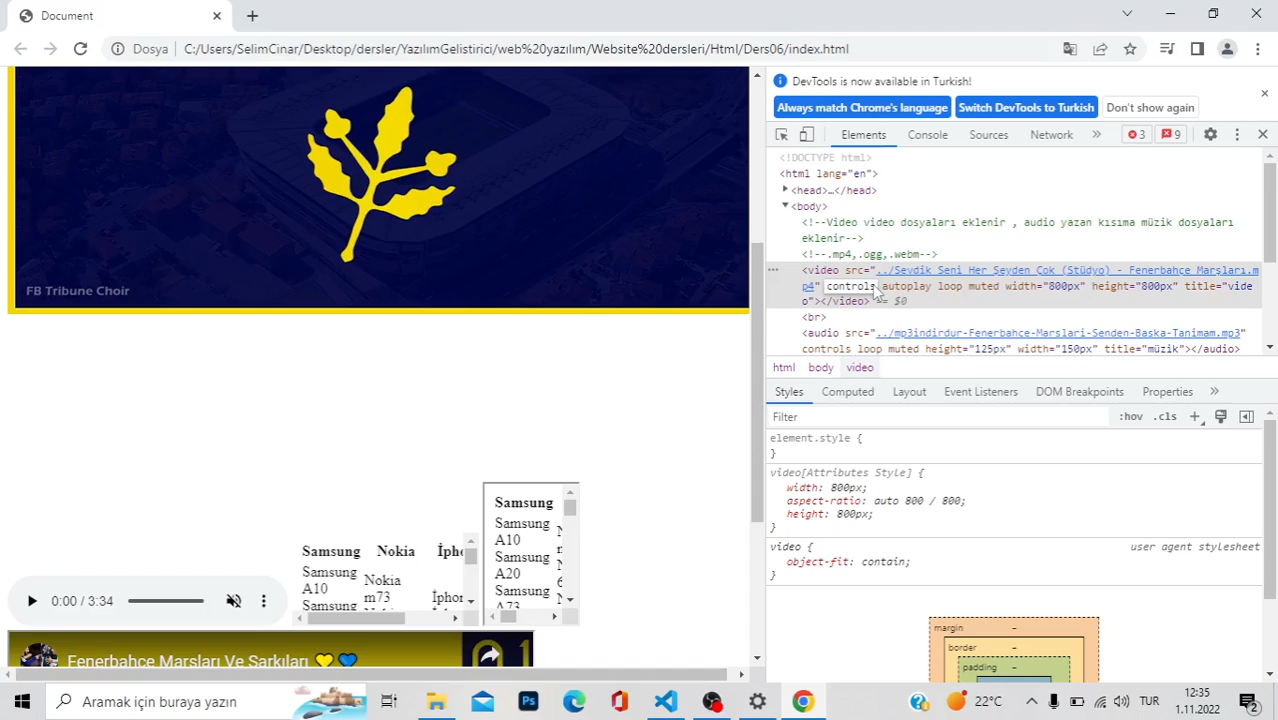 Document
Dosya C:/Users/SelimCinar/Desktop/dersler/YazılımGelistirici/web%20yazılım/Website%20dersleri/Html/Ders06/index.html
FB Tribune Choir
Samsung
Samsung A10
Samsung A20
Samsung A73
Samsung Nokia İpho
Samsung A10
Nokia m73
İphor
Samsung
0:00 / 3:34
Fenerbahçe Marşları Ve Şarkıları 💛💙
DevTools is now available in Turkish!
Always match Chrome's language Switch DevTools to Turkish Don't show again
Elements Console Sources Network » 3 9
<!DOCTYPE html>
<html lang="en">
<head>…</head>
<body>
<!--Video video dosyaları eklenir , audio yazan kısıma müzik dosyaları
eklenir-->
<!--.mp4,.ogg,.webm-->
<video src="../Sevdik Seni Her Şeyden Çok (Stüdyo) - Fenerbahçe Marşları.m
p4" controls autoplay loop muted width="800px" height="800px" title="vide
o"></video> == $0
<br>
<audio src="../mp3indirdur-Fenerbahce-Marslari-Senden-Baska-Tanimam.mp3"
controls loop muted height="125px" width="150px" title="müzik"></audio>
html body video
Styles Computed Layout Event Listeners DOM Breakpoints Properties »
Filter :hov .cls
element.style {
}
video[Attributes Style] {
width: 800px;
aspect-ratio: auto 800 / 800;
height: 800px;
}
video { user agent stylesheet
object-fit: contain;
}
margin -
border -
padding -
Aramak için buraya yazın
22°C TUR 12:35
1.11.2022
2